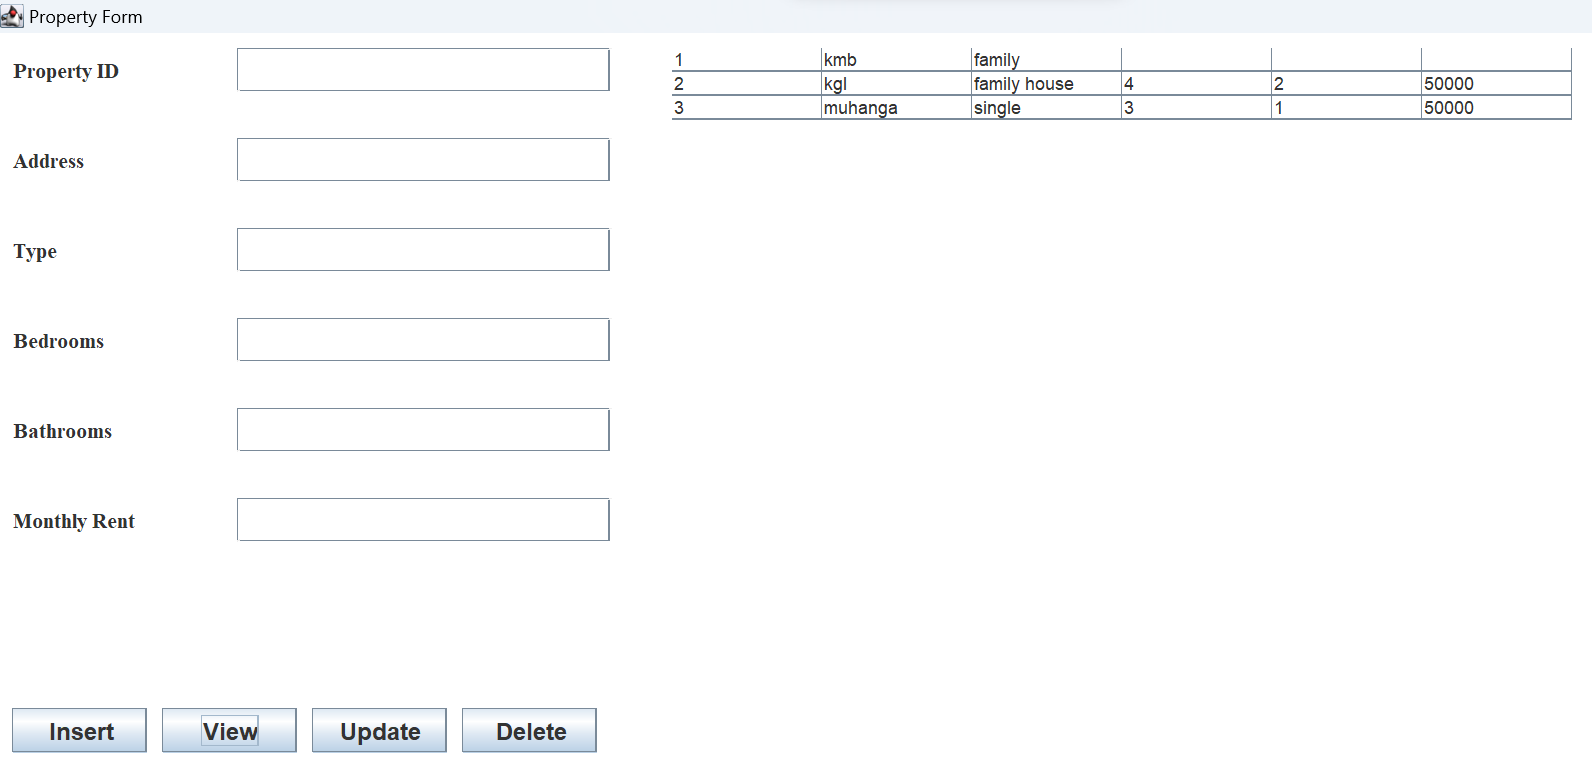 Property Form
Property ID
Address
Type
Bedrooms
Bathrooms
Monthly Rent
1 kmb family
2 kgl family house 4 2 50000
3 muhanga single 3 1 50000
Insert View Update Delete